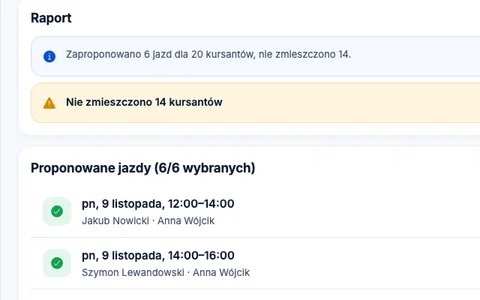 Raport
Zaproponowano 6 jazd dla 20 kursantów, nie zmieszczono 14.
Nie zmieszczono 14 kursantów
Proponowane jazdy (6/6 wybranych)
pn, 9 listopada, 12:00–14:00
Jakub Nowicki · Anna Wójcik
pn, 9 listopada, 14:00–16:00
Szymon Lewandowski · Anna Wójcik